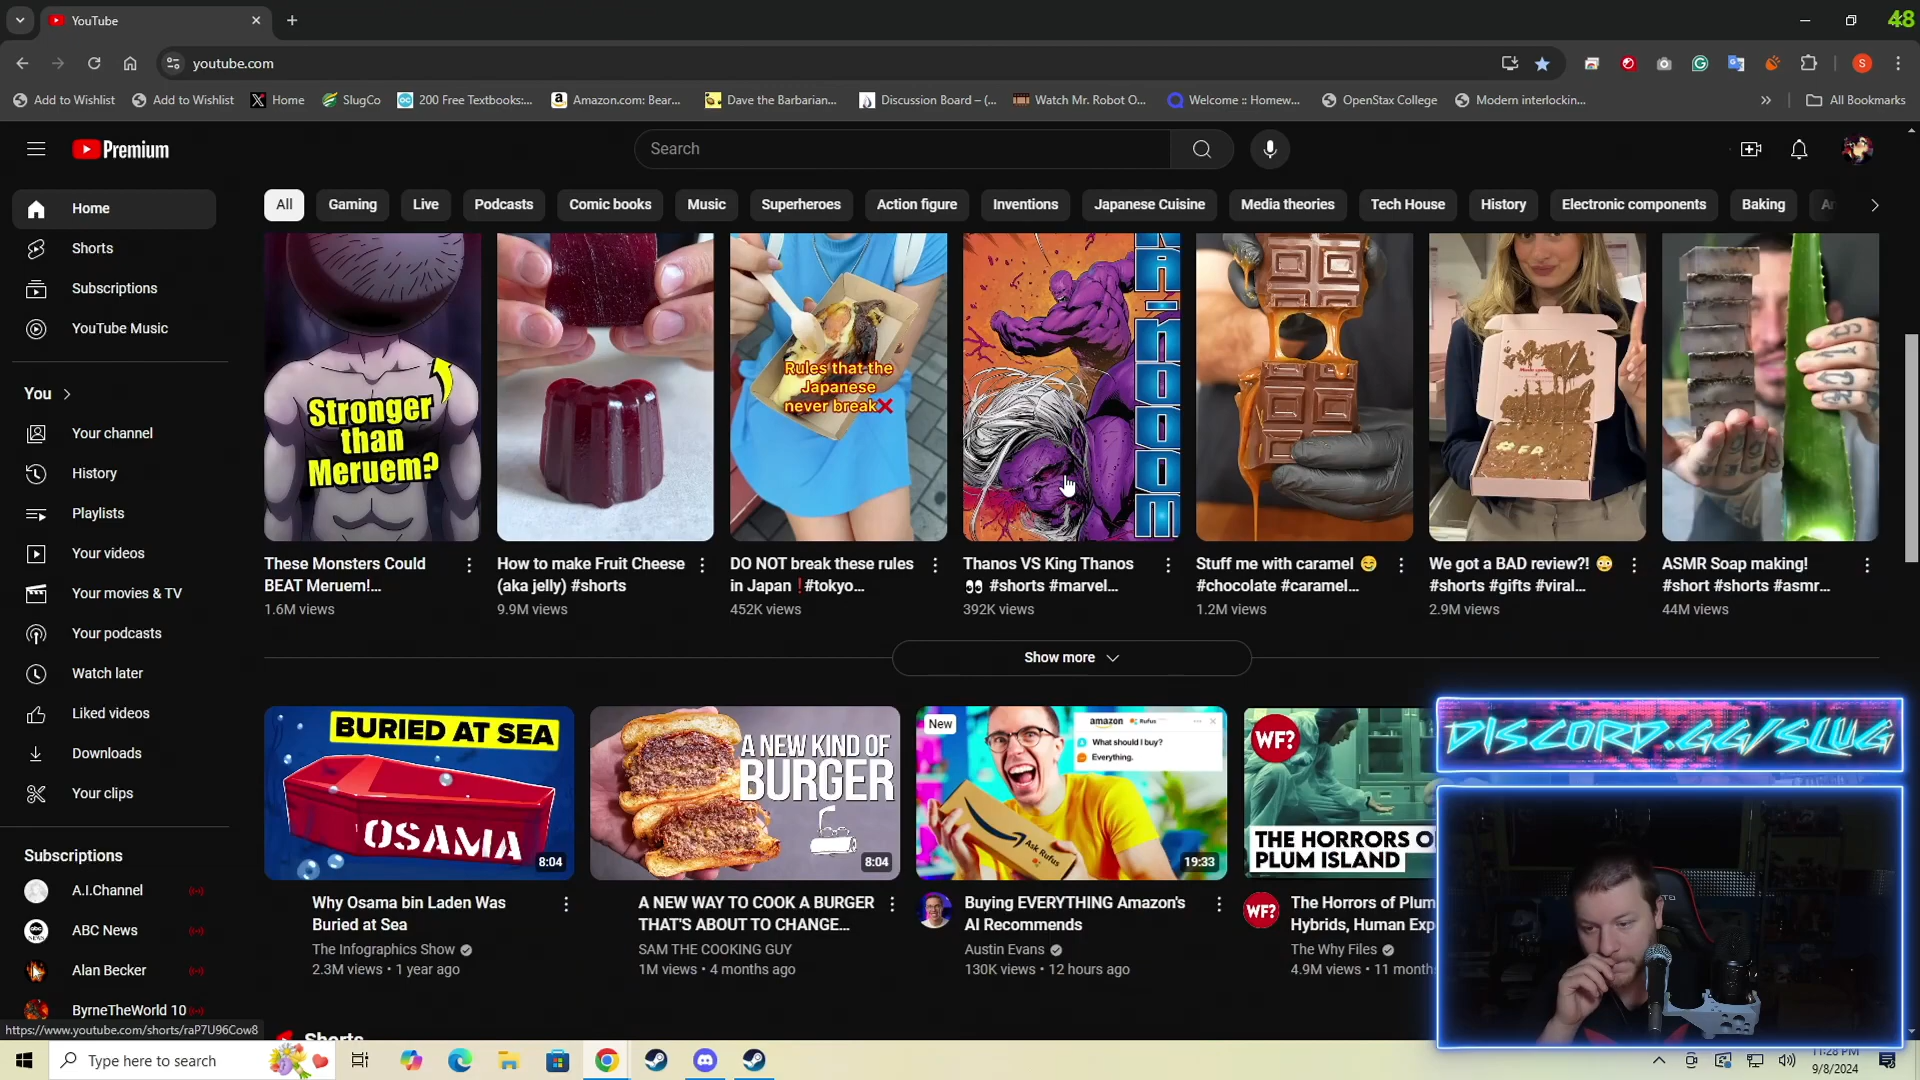 YouTube
48
youtube.com
S
Add to Wishlist
Add to Wishlist
Home
SlugCo
200 Free Textbooks:...
Amazon.com: Bear...
Dave the Barbarian...
Discussion Board – (...
Watch Mr. Robot O...
Welcome :: Homew...
OpenStax College
Modern interlockin...
All Bookmarks
Premium
Search
Home
Shorts
Subscriptions
YouTube Music
You
Your channel
History
Playlists
Your videos
Your movies & TV
Your podcasts
Watch later
Liked videos
Downloads
Your clips
Subscriptions
A.I.Channel
ABC News
Alan Becker
ByrneTheWorld 10
All
Gaming
Live
Podcasts
Comic books
Music
Superheroes
Action figure
Inventions
Japanese Cuisine
Media theories
Tech House
History
Electronic components
Baking
Stronger
than
Meruem?
These Monsters Could
BEAT Meruem!...
1.6M views
How to make Fruit Cheese
(aka jelly) #shorts
9.9M views
Rules that the
Japanese
never break❌
DO NOT break these rules
in Japan❗#tokyo...
452K views
Thanos VS King Thanos
👀 #shorts #marvel...
392K views
Stuff me with caramel 😊
#chocolate #caramel...
1.2M views
We got a BAD review?! 😳
#shorts #gifts #viral...
2.9M views
ASMR Soap making!
#short #shorts #asmr...
44M views
Show more
BURIED AT SEA
OSAMA
8:04
Why Osama bin Laden Was
Buried at Sea
The Infographics Show
2.3M views • 1 year ago
A NEW KIND OF
BURGER
8:04
A NEW WAY TO COOK A BURGER
THAT'S ABOUT TO CHANGE...
SAM THE COOKING GUY
1M views • 4 months ago
New
amazon Rufus
What should I buy?
Everything.
Ask Rufus
19:33
Buying EVERYTHING Amazon's
AI Recommends
Austin Evans
130K views • 12 hours ago
WF?
THE HORRORS O
PLUM ISLAND
WF?
The Horrors of Plum
Hybrids, Human Exp
The Why Files
4.9M views • 11 month
DISCORD.GG/SLUG
Shorts
https://www.youtube.com/shorts/raP7U96Cow8
Type here to search
11:28 PM
9/8/2024